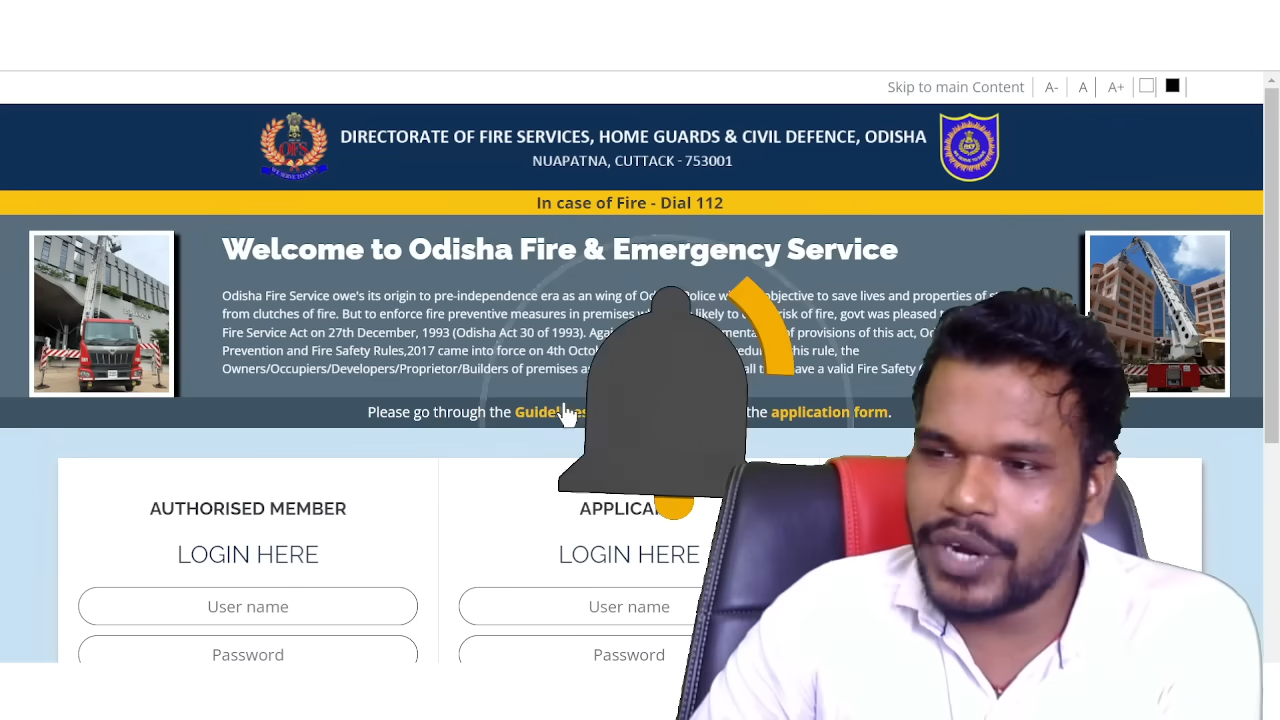 Skip to main Content A- A A+
DIRECTORATE OF FIRE SERVICES, HOME GUARDS & CIVIL DEFENCE, ODISHA
NUAPATNA, CUTTACK - 753001
In case of Fire - Dial 112
Welcome to Odisha Fire & Emergency Service
Odisha Fire Service owe's its origin to pre-independence era as an wing of objective to save lives and properties of
from clutches of fire. But to enforce fire preventive measures in premises likely to risk of fire, govt was pleased
Fire Service Act on 27th December, 1993 (Odisha Act 30 of 1993). of provisions of this act,
Prevention and Fire Safety Rules,2017 came into force on 4th this rule, the
Owners/Occupiers/Developers/Proprietor/Builders of premises have a valid Fire Safety
Please go through the the application form.
AUTHORISED MEMBER
LOGIN HERE
User name
Password
LOGIN HERE
User name
Password